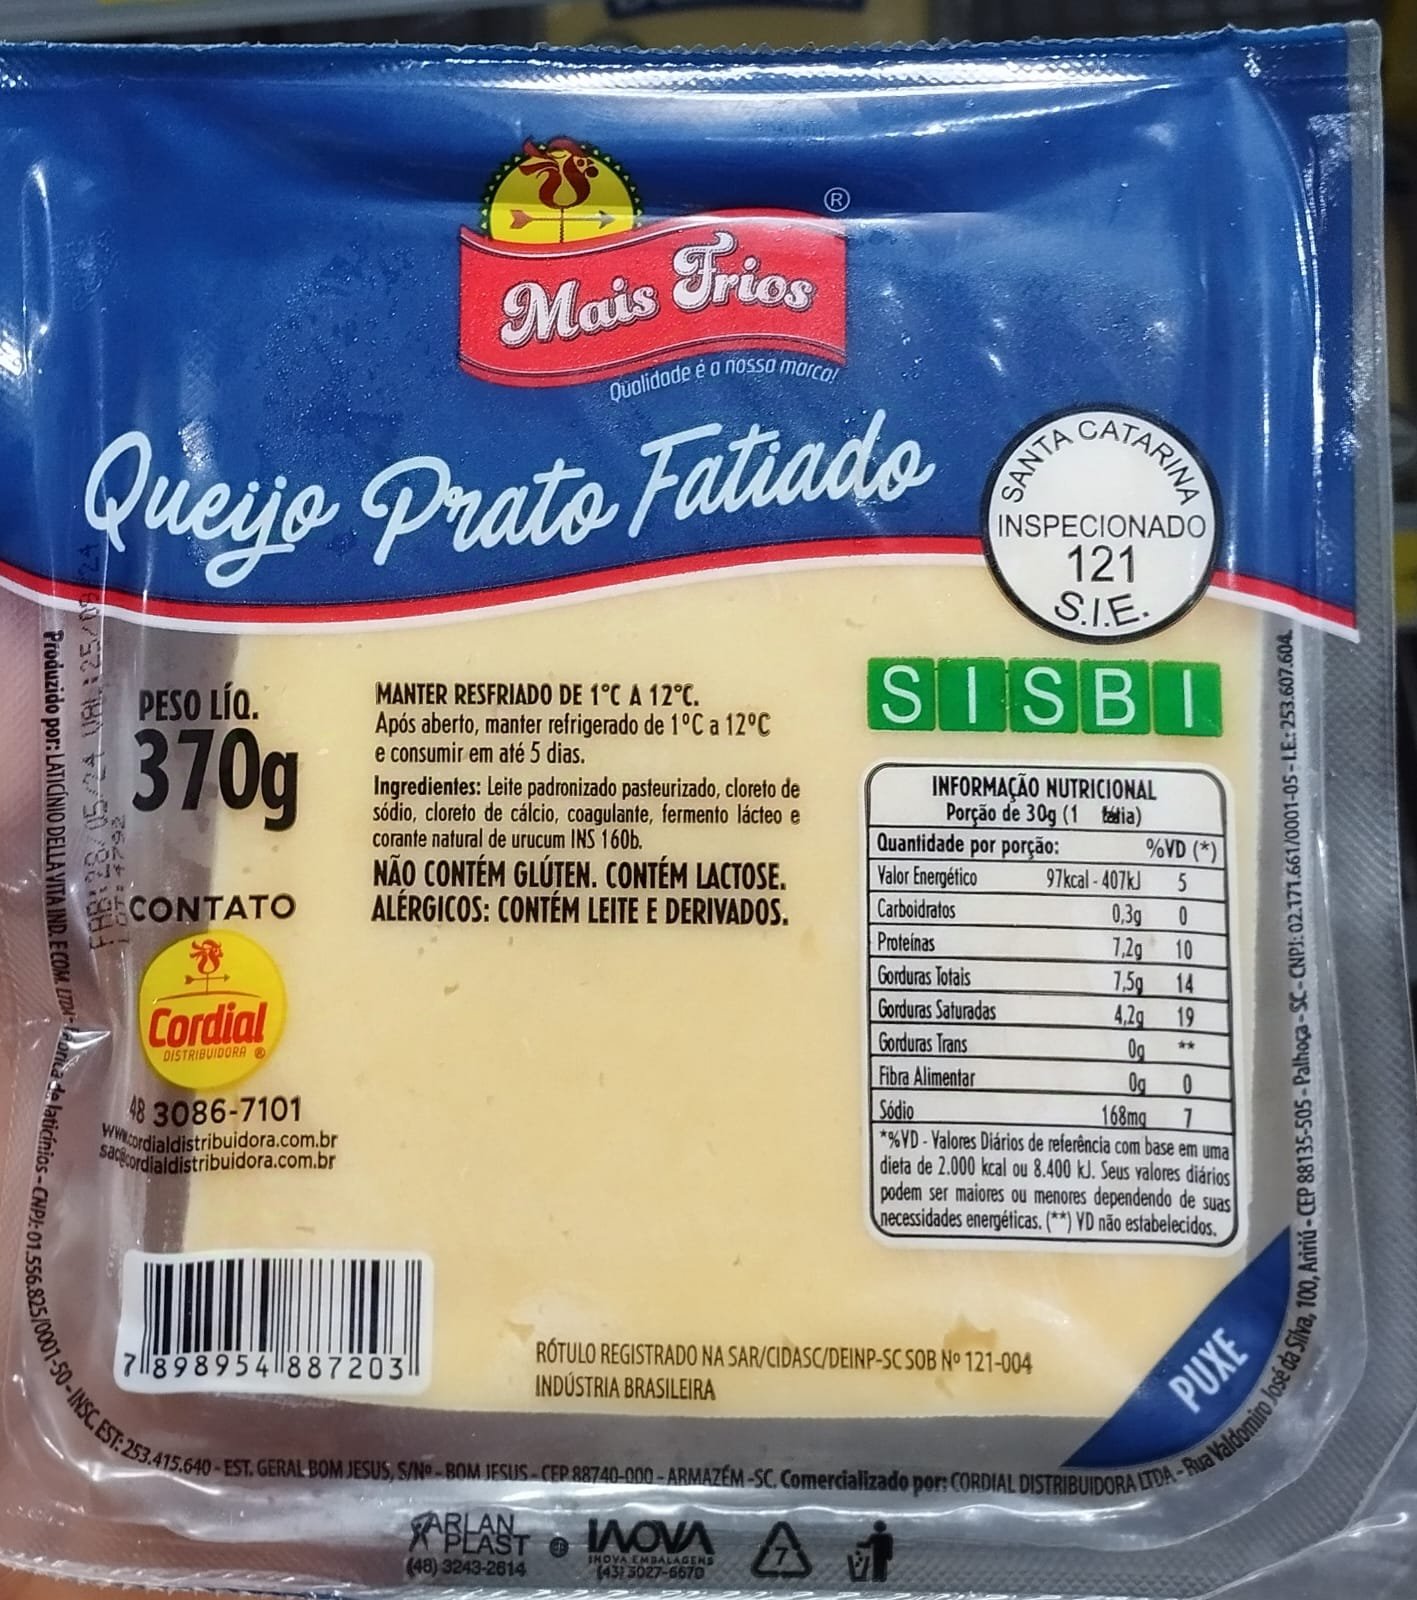 ®
Mais Frios
Qualidade é a nossa marca!
Queijo Prato Fatiado
SANTA CATARINA
INSPECIONADO
121
S.I.E.
SISBI
PESO LÍQ.
370g
MANTER RESFRIADO DE 1°C A 12°C.
Após aberto, manter refrigerado de 1°C a 12°C
e consumir em até 5 dias.
Ingredientes: Leite padronizado pasteurizado, cloreto de
sódio, cloreto de cálcio, coagulante, fermento lácteo e
corante natural de urucum INS 160b.
NÃO CONTÉM GLÚTEN. CONTÉM LACTOSE.
ALÉRGICOS: CONTÉM LEITE E DERIVADOS.
FAB:28/05/24 VAL:25/09/24
LOT:4792
CONTATO
Cordial
DISTRIBUIDORA ®
48 3086-7101
www.cordialdistribuidora.com.br
sac@cordialdistribuidora.com.br
INFORMAÇÃO NUTRICIONAL
Porção de 30g (1 fatia)
Quantidade por porção: %VD (*)
Valor Energético 97kcal - 407kJ 5
Carboidratos 0,3g 0
Proteínas 7,2g 10
Gorduras Totais 7,5g 14
Gorduras Saturadas 4,2g 19
Gorduras Trans 0g **
Fibra Alimentar 0g 0
Sódio 168mg 7
*%VD - Valores Diários de referência com base em uma
dieta de 2.000 kcal ou 8.400 kJ. Seus valores diários
podem ser maiores ou menores dependendo de suas
necessidades energéticas. (**) VD não estabelecidos.
7 898954 887203
RÓTULO REGISTRADO NA SAR/CIDASC/DEINP-SC SOB Nº 121-004
INDÚSTRIA BRASILEIRA
PUXE
Produzido por: LATICÍNIO DELLA VITA IND. E COM. LTDA - Fábrica de laticínios - CNPJ: 01.556.825/0001-50 - INSC. EST: 253.415.640 - EST. GERAL BOM JESUS, S/Nº - BOM JESUS - CEP 88740-000 - ARMAZÉM -SC. Comercializado por: CORDIAL DISTRIBUIDORA LTDA - Rua Valdomiro José da Silva, 100, Aririú - CEP 88135-505 - Palhoça - SC - CNPJ: 02.171.661/0001-05 - I.E.: 253.607.604.
ARLAN PLAST
(48) 3243-2614
INOVA
INOVA EMBALAGENS
(43) 3027-6670
7